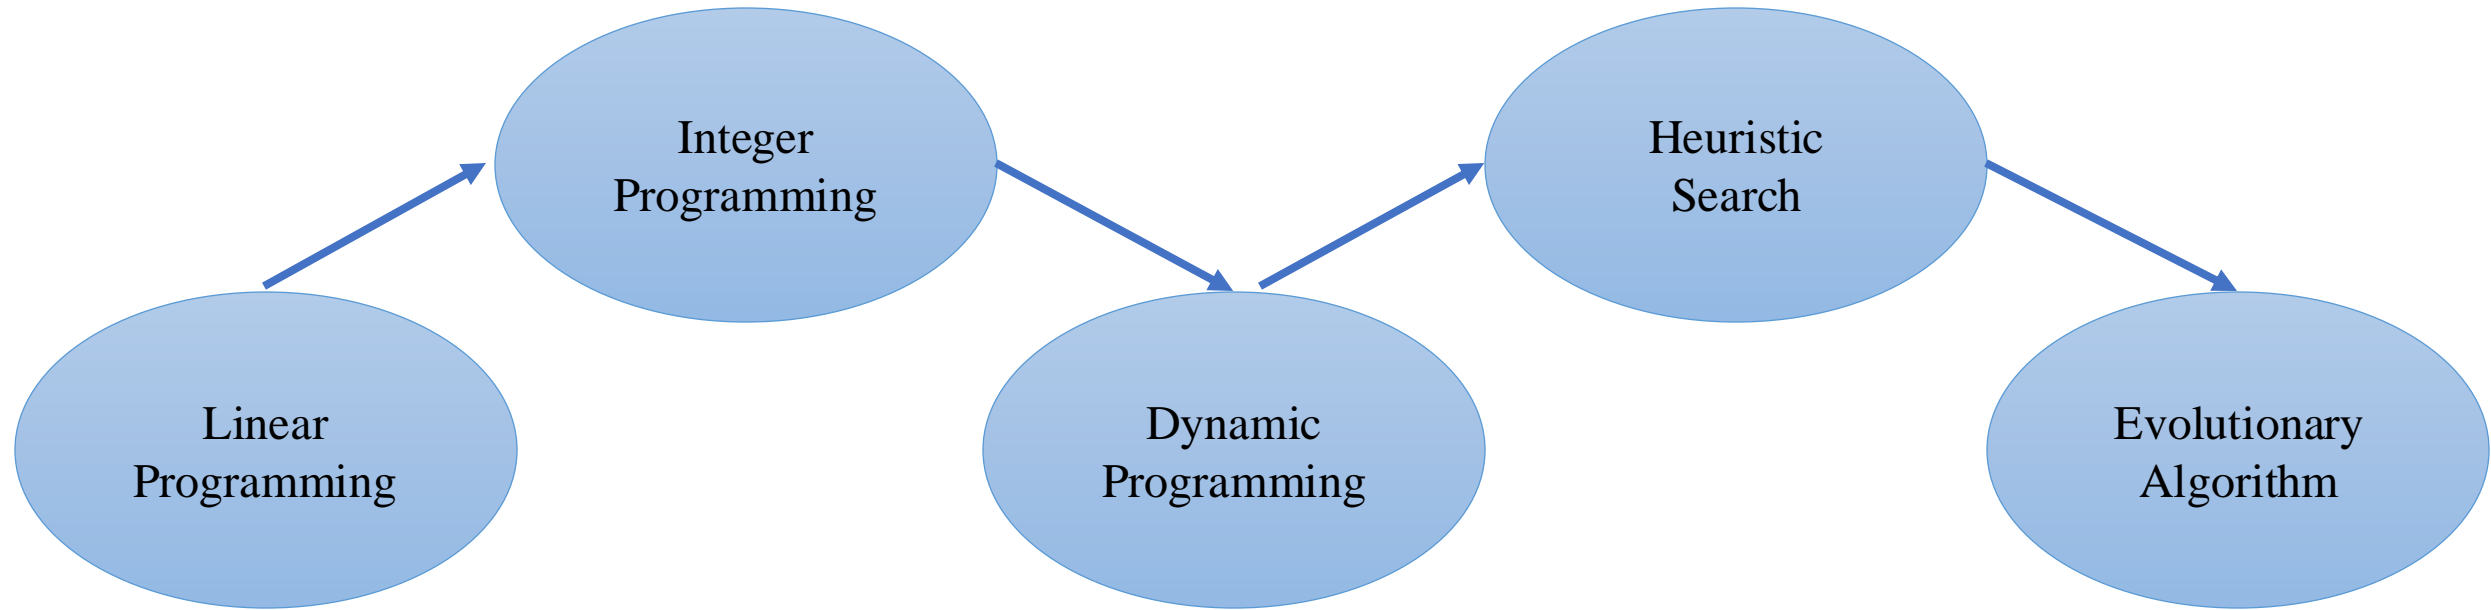 Linear
Programming
Integer
Programming
Dynamic
Programming
Heuristic
Search
Evolutionary
Algorithm